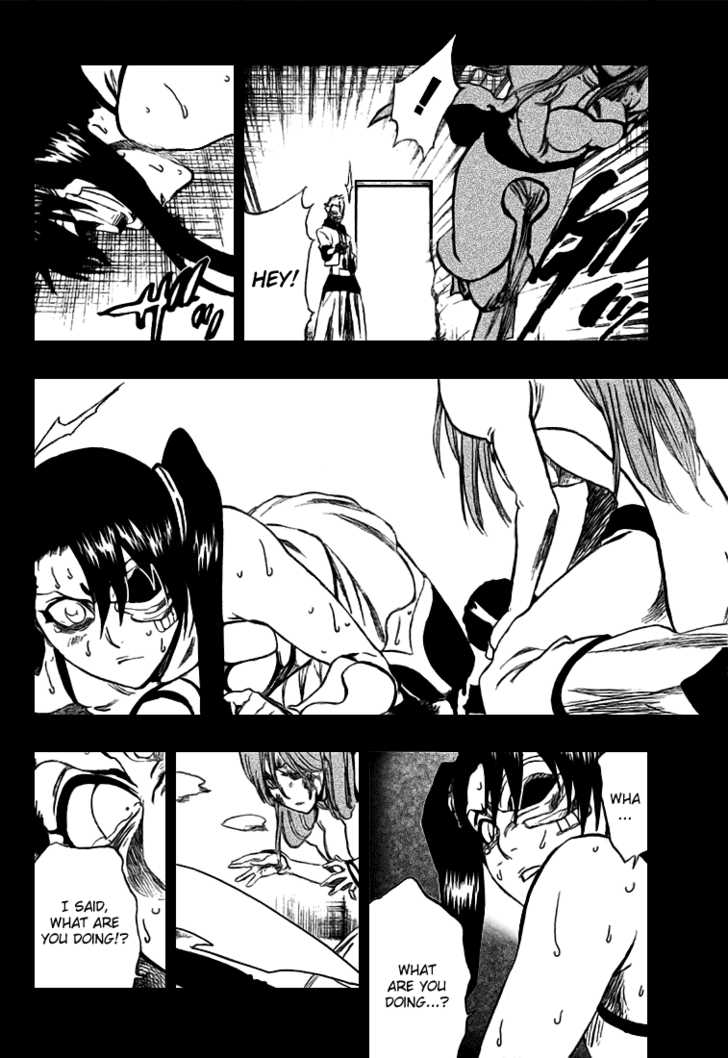 !
HEY!
WHA
...
WHAT
ARE YOU
DOING...?
I SAID,
WHAT ARE
YOU DOING!?